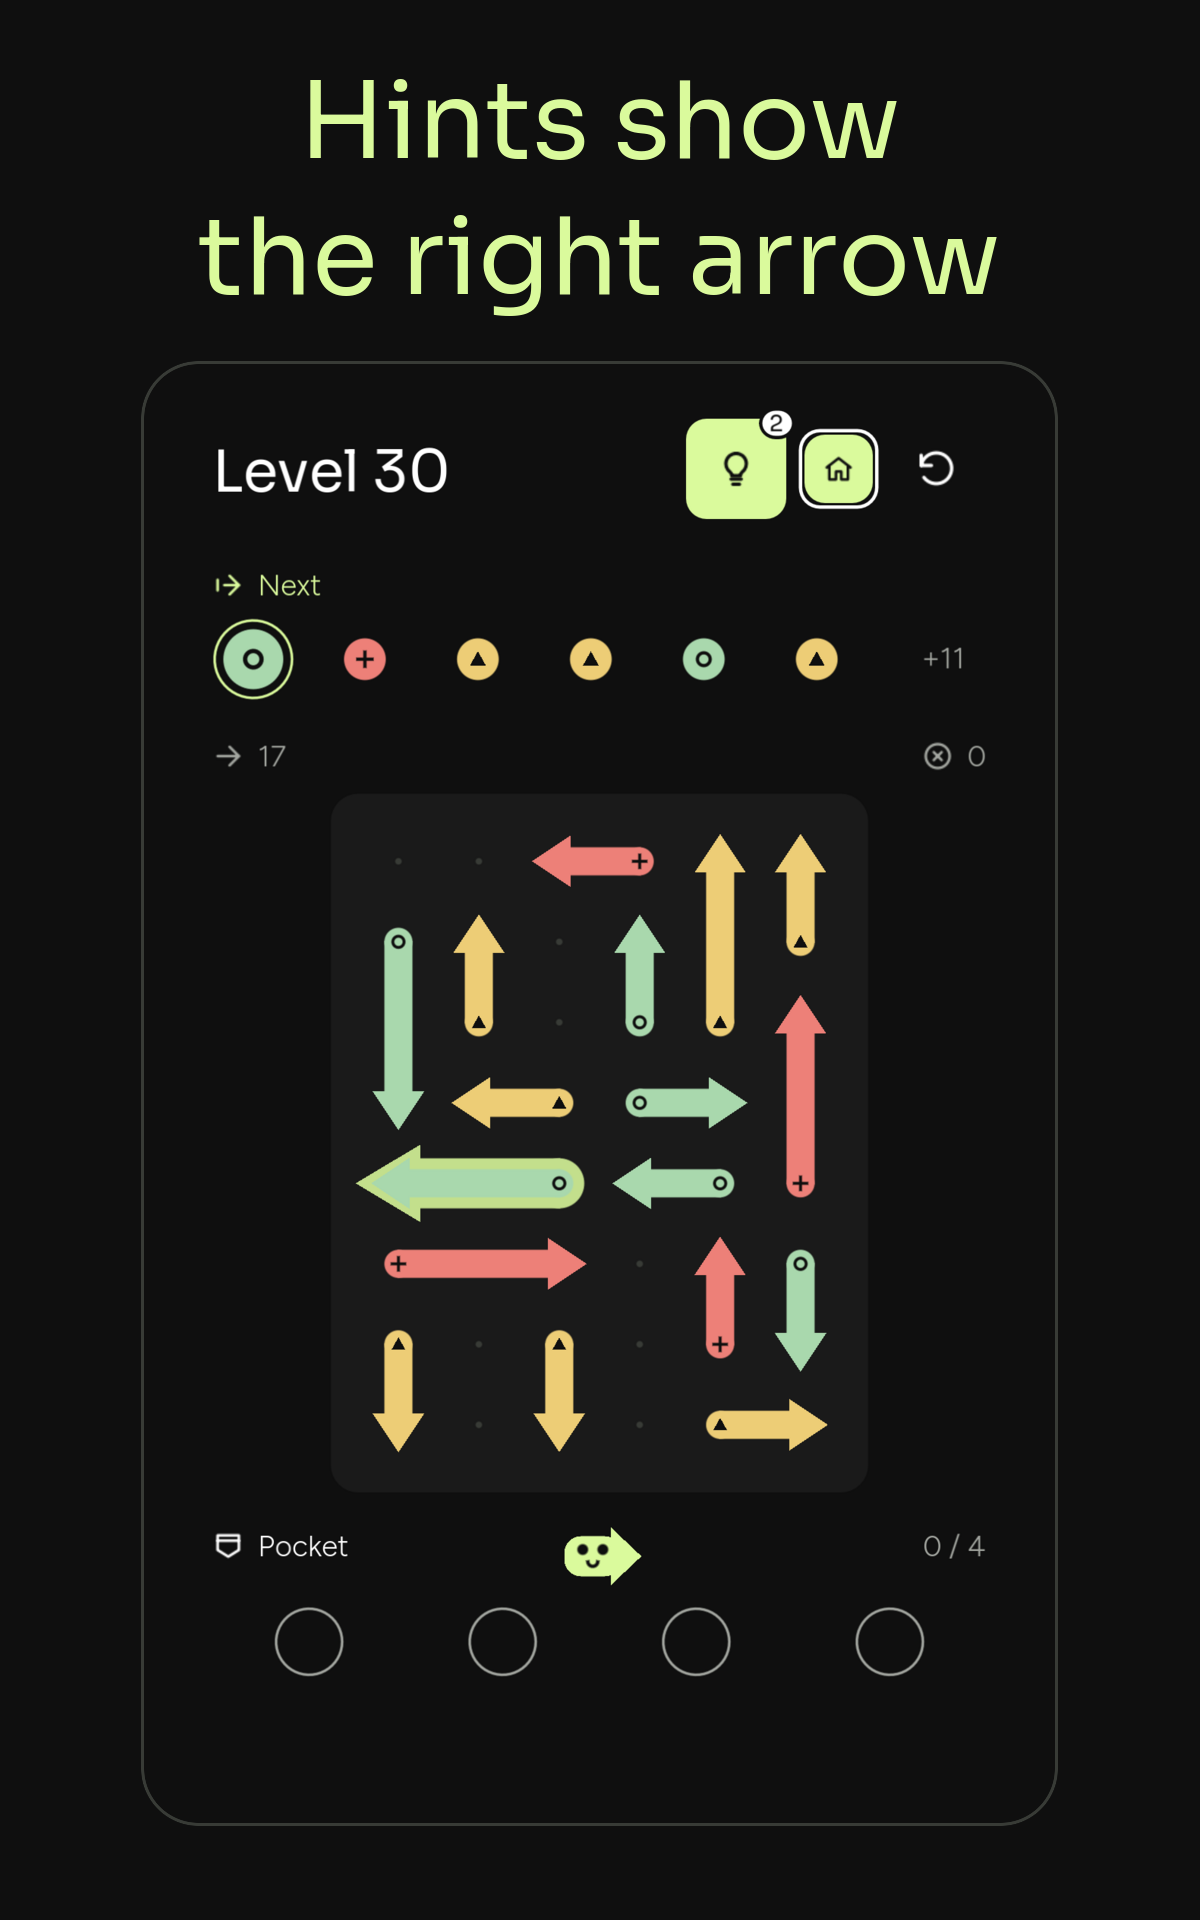 Hints show
the right arrow
2
Level 30
Next
+11
17
0
Pocket
0 / 4